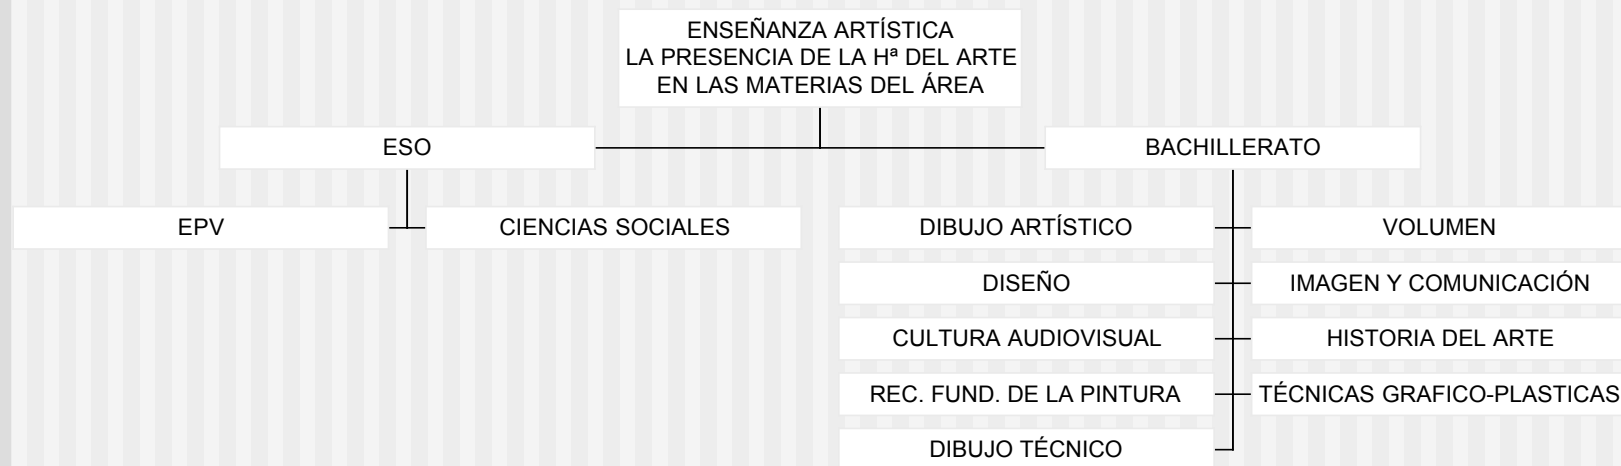 ENSEÑANZA ARTÍSTICA
LA PRESENCIA DE LA Hª DEL ARTE
EN LAS MATERIAS DEL ÁREA
ESO
BACHILLERATO
EPV
CIENCIAS SOCIALES
DIBUJO ARTÍSTICO
VOLUMEN
DISEÑO
IMAGEN Y COMUNICACIÓN
CULTURA AUDIOVISUAL
HISTORIA DEL ARTE
REC. FUND. DE LA PINTURA
TÉCNICAS GRAFICO-PLASTICAS
DIBUJO TÉCNICO